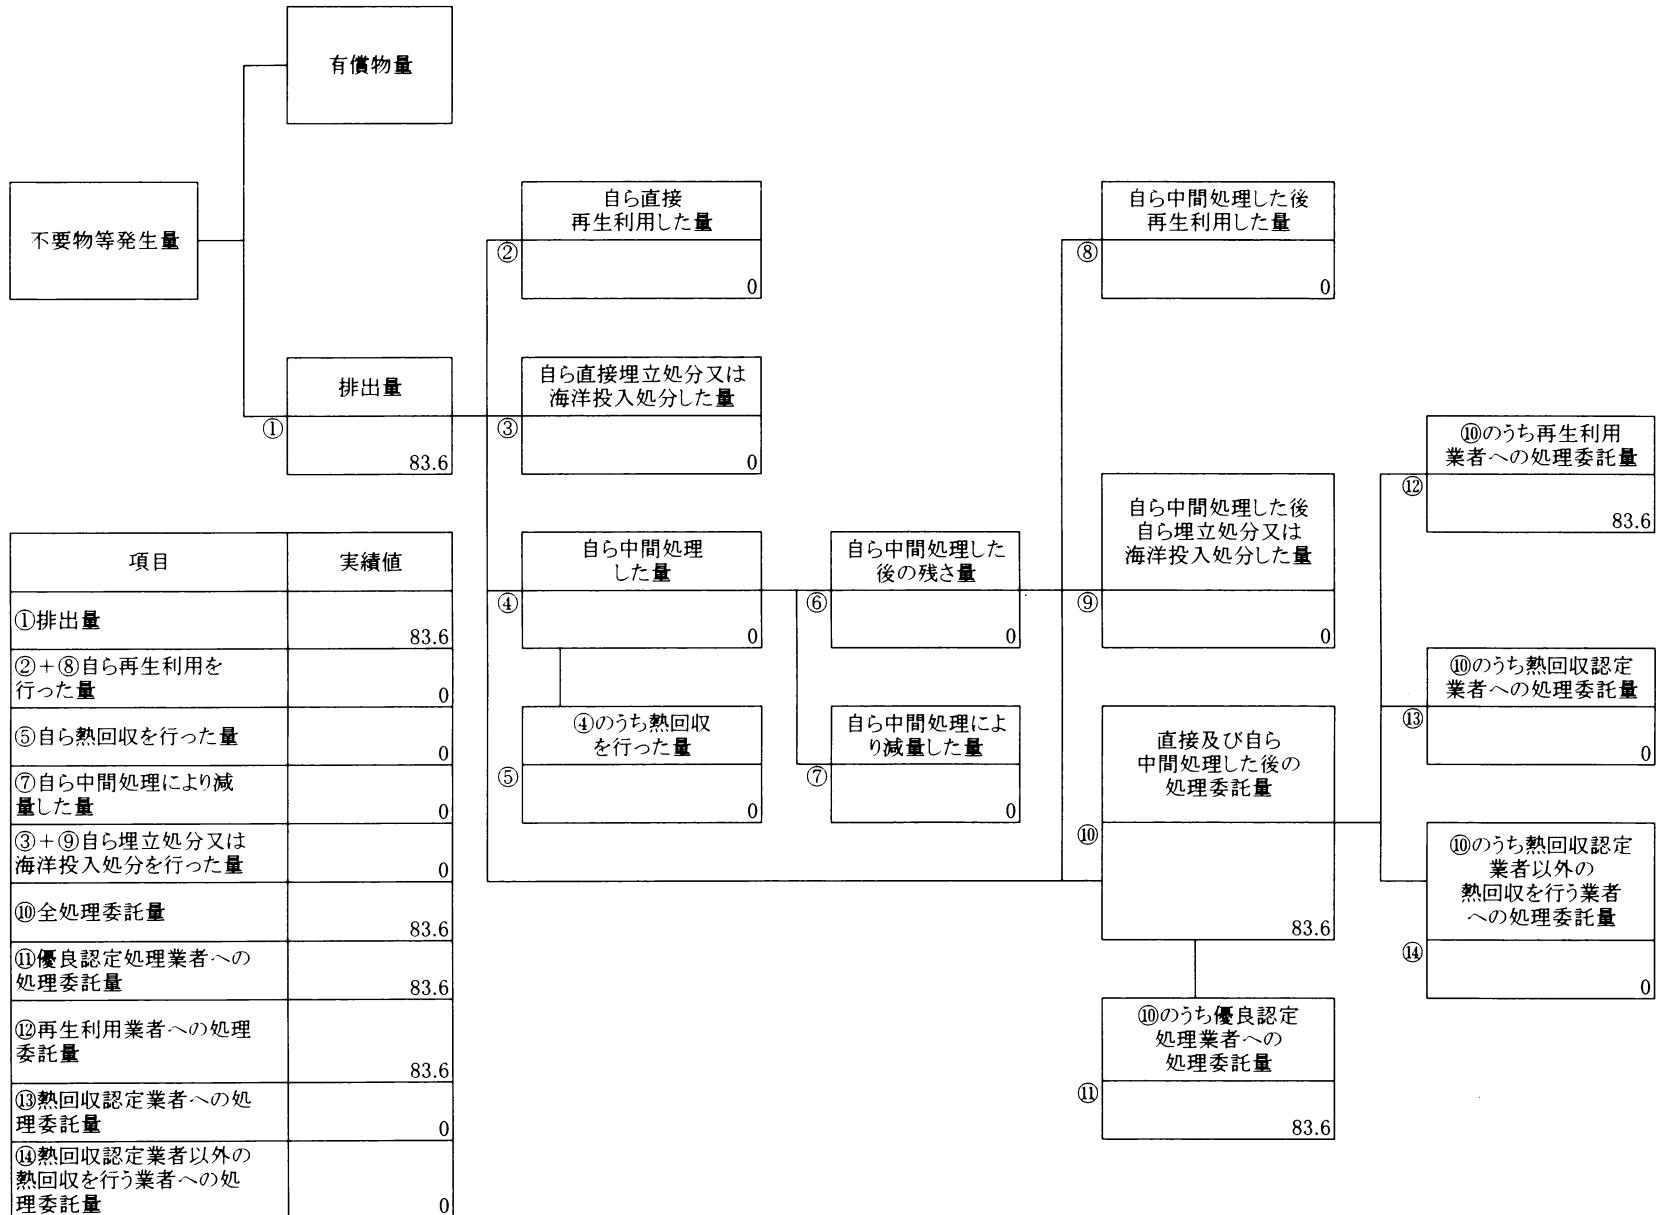 有償物量
不要物等発生量
自ら直接
再生利用した量
②
0
自ら中間処理した後
再生利用した量
⑧
0
排出量
①
83.6
自ら直接埋立処分又は
海洋投入処分した量
③
0
⑩のうち再生利用
業者への処理委託量
⑫
83.6
自ら中間処理
した量
④
0
自ら中間処理した
後の残さ量
⑥
0
自ら中間処理した後
自ら埋立処分又は
海洋投入処分した量
⑨
0
⑩のうち熱回収認定
業者への処理委託量
⑬
0
④のうち熱回収
を行った量
⑤
0
自ら中間処理によ
り減量した量
⑦
0
直接及び自ら
中間処理した後の
処理委託量
⑩
83.6
⑩のうち熱回収認定
業者以外の
熱回収を行う業者
への処理委託量
⑭
0
⑩のうち優良認定
処理業者への
処理委託量
⑪
83.6
項目 実績値
①排出量
83.6
②+⑧自ら再生利用を
行った量
0
⑤自ら熱回収を行った量
0
⑦自ら中間処理により減
量した量
0
③+⑨自ら埋立処分又は
海洋投入処分を行った量
0
⑩全処理委託量
83.6
⑪優良認定処理業者への
処理委託量
83.6
⑫再生利用業者への処理
委託量
83.6
⑬熱回収認定業者への処
理委託量
0
⑭熱回収認定業者以外の
熱回収を行う業者への処
理委託量
0